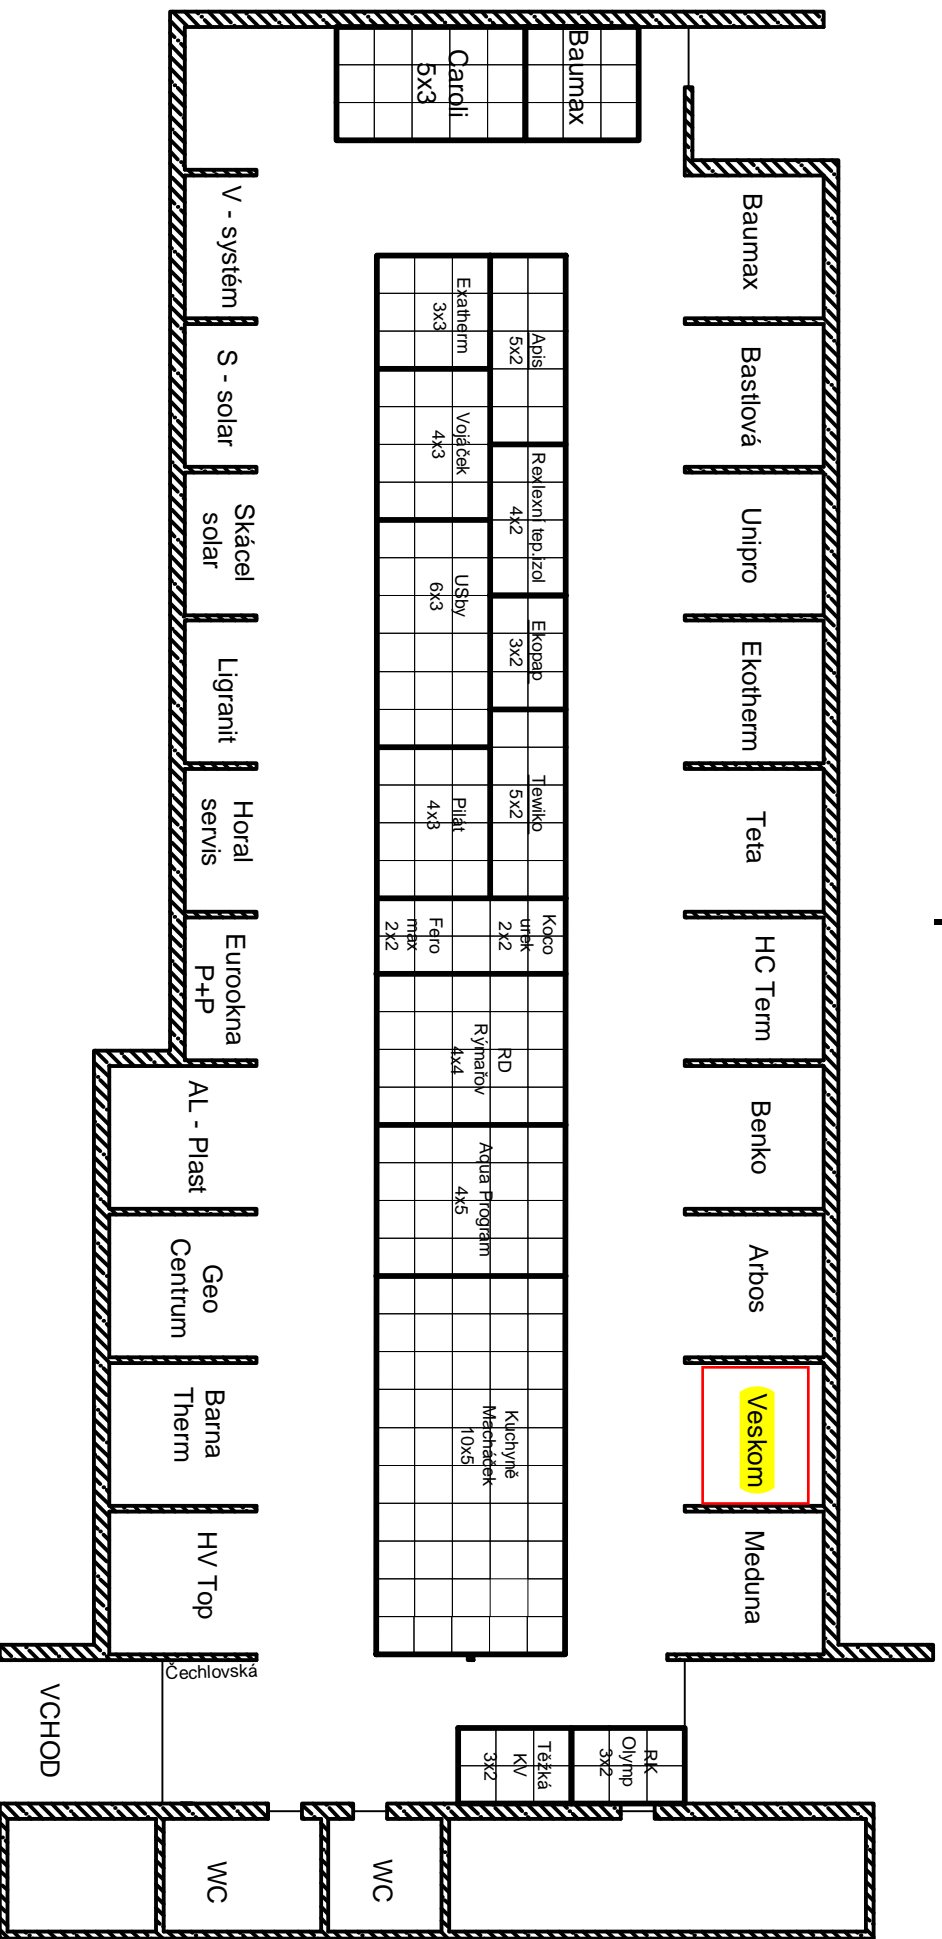 Caroli
5x3
Baumax
V - systém
S - solar
Skácel
solar
Ligranit
Horal
servis
Eurookna
P+P
AL - Plast
Geo
Centrum
Barna
Therm
HV Top
Čechlovská
VCHOD
Exatherm
3x3
Vojáček
4x3
USby
6x3
Pilát
4x3
Fero
max
2x2
Apis
5x2
Rexlexni tep.izol
4x2
Ekopap
3x2
Tewiko
5x2
Koco
urek
2x2
RD
Rýmařov
4x4
Aqua Program
4x5
Kuchyně
Macháček
10x5
Baumax
Bastlová
Unipro
Ekotherm
Teta
HC Term
Benko
Arbos
Veskom
Meduna
Těžká
KV
3x2
RK
Olymp
3x2
WC
WC